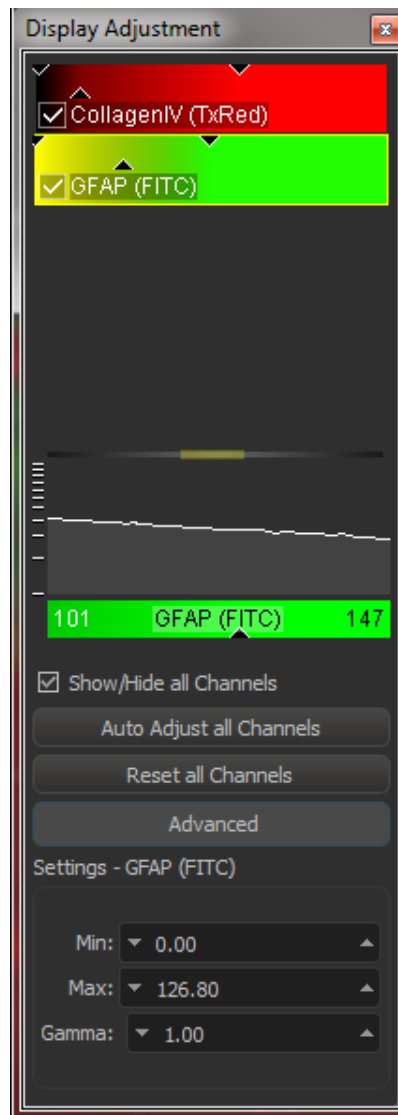 Display Adjustment
CollagenIV (TxRed)
GFAP (FITC)
101 GFAP (FITC) 147
Show/Hide all Channels
Auto Adjust all Channels
Reset all Channels
Advanced
Settings - GFAP (FITC)
Min: 0.00
Max: 126.80
Gamma: 1.00